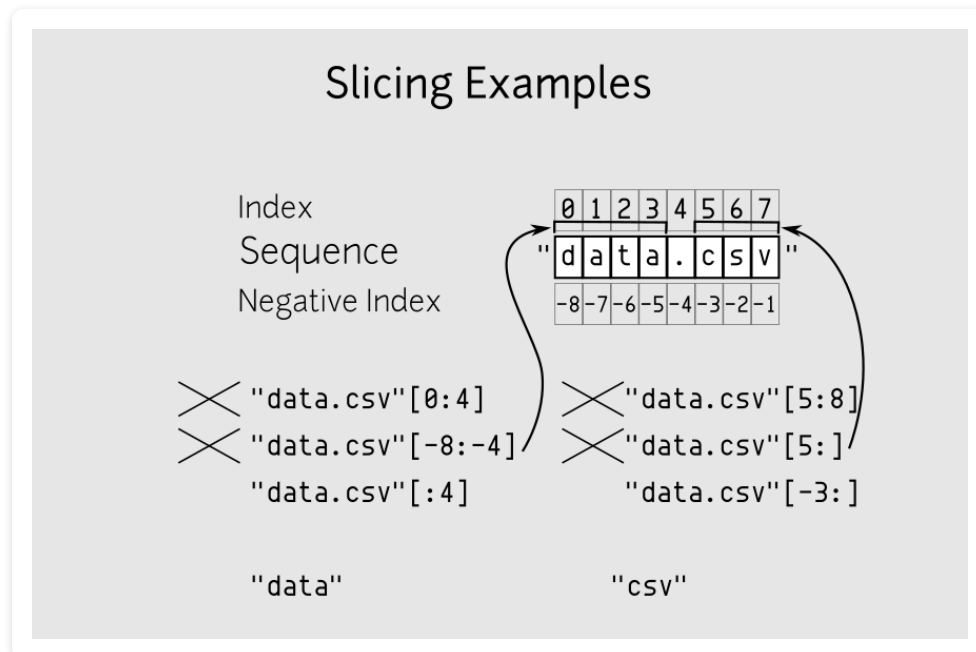 Slicing Examples
Index 0 1 2 3 4 5 6 7
Sequence "data.csv"
Negative Index -8 -7 -6 -5 -4 -3 -2 -1
"data.csv"[0:4] "data.csv"[5:8]
"data.csv"[-8:-4] "data.csv"[5:]
"data.csv"[:4] "data.csv"[-3:]
"data" "csv"